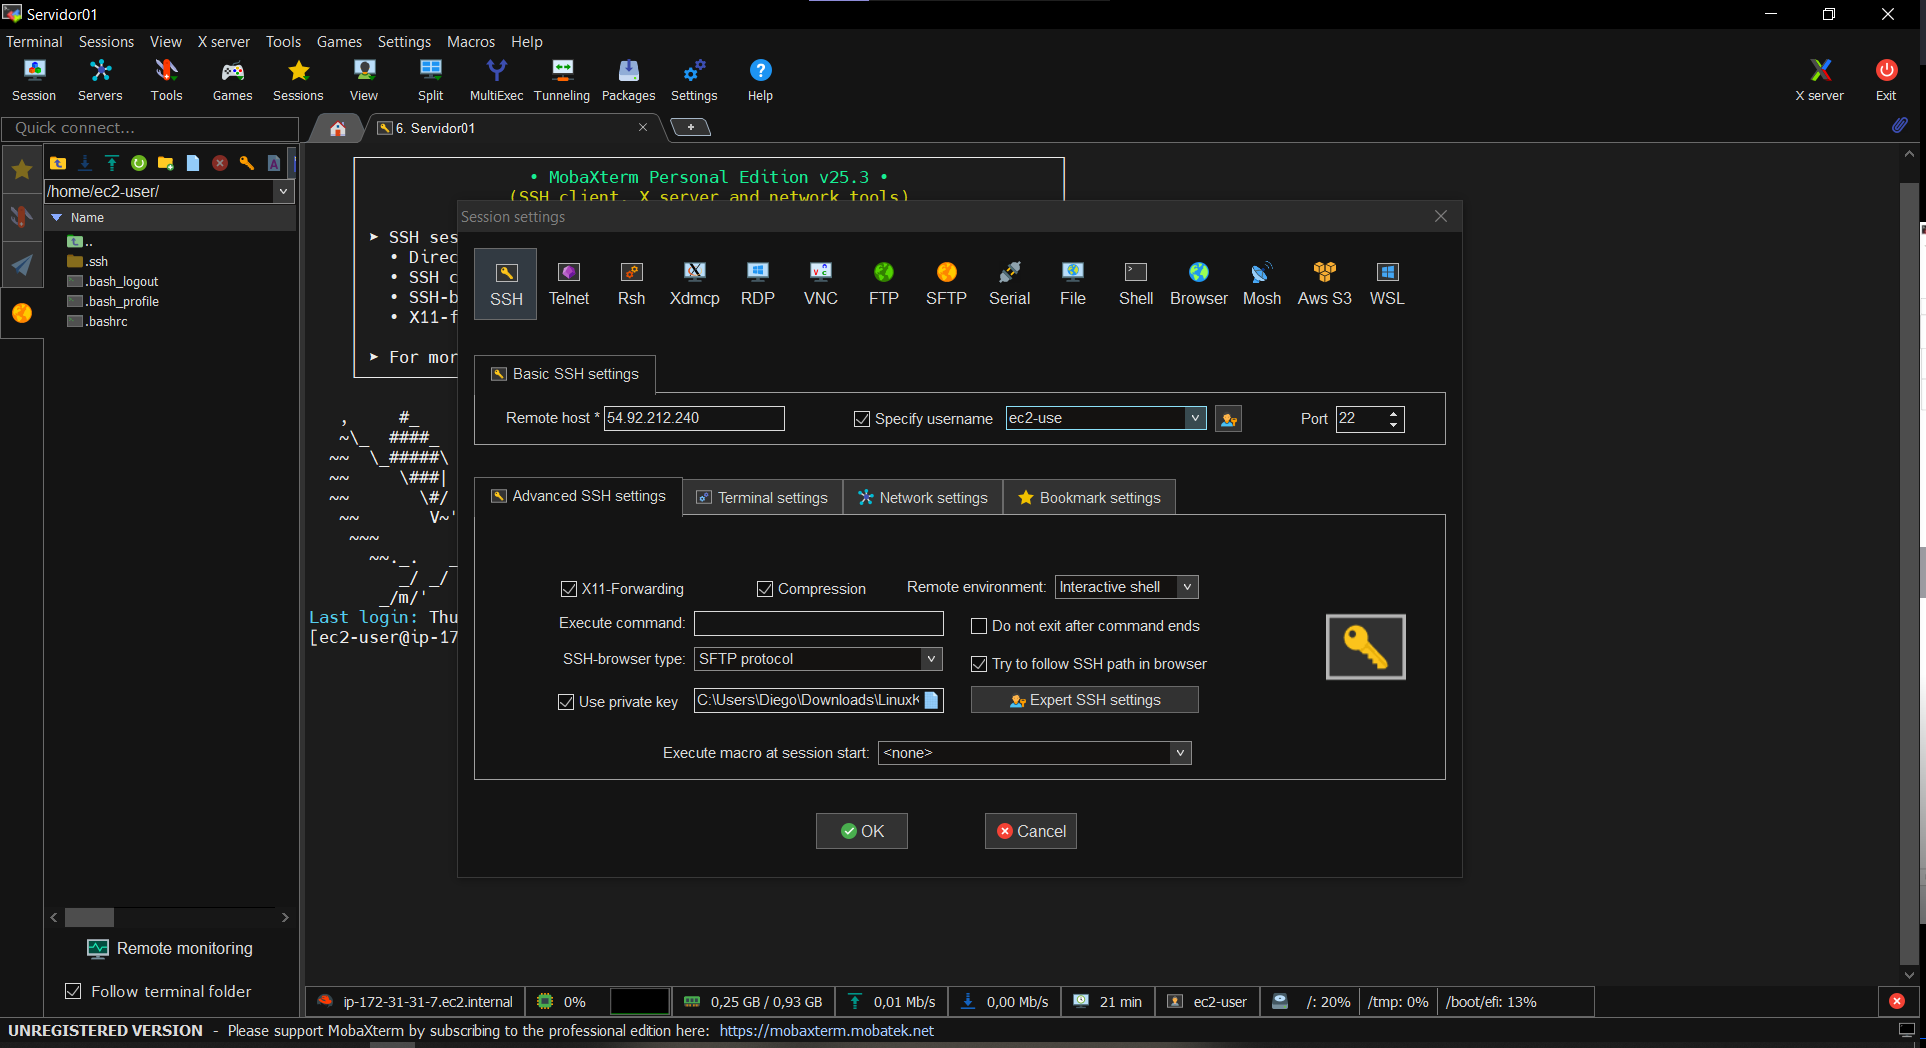 Servidor01
Terminal Sessions View X server Tools Games Settings Macros Help
Session Servers Tools Games Sessions View Split MultiExec Tunneling Packages Settings Help X server Exit
Quick connect...
6. Servidor01
/home/ec2-user/
Name
..
.ssh
.bash_logout
.bash_profile
.bashrc
• MobaXterm Personal Edition v25.3 •
(SSH client, X server and network tools)
➤ SSH ses
• Direc
• SSH c
• SSH-b
• X11-f
➤ For mor
Session settings
SSH Telnet Rsh Xdmcp RDP VNC FTP SFTP Serial File Shell Browser Mosh Aws S3 WSL
Basic SSH settings
Remote host * 54.92.212.240 Specify username ec2-use Port 22
Advanced SSH settings Terminal settings Network settings Bookmark settings
X11-Forwarding Compression Remote environment: Interactive shell
Execute command: Do not exit after command ends
SSH-browser type: SFTP protocol Try to follow SSH path in browser
Use private key C:\Users\Diego\Downloads\LinuxK Expert SSH settings
Execute macro at session start: <none>
OK Cancel
, #_
~\_ ####_
~~ \_#####\
~~ \###|
~~ \#/
~~ V~'
~~~
~~._. _
_/ _/
_/m/'
Last login: Thu
[ec2-user@ip-17
Remote monitoring
Follow terminal folder
ip-172-31-31-7.ec2.internal 0% 0,25 GB / 0,93 GB 0,01 Mb/s 0,00 Mb/s 21 min ec2-user /: 20% /tmp: 0% /boot/efi: 13%
UNREGISTERED VERSION - Please support MobaXterm by subscribing to the professional edition here: https://mobaxterm.mobatek.net